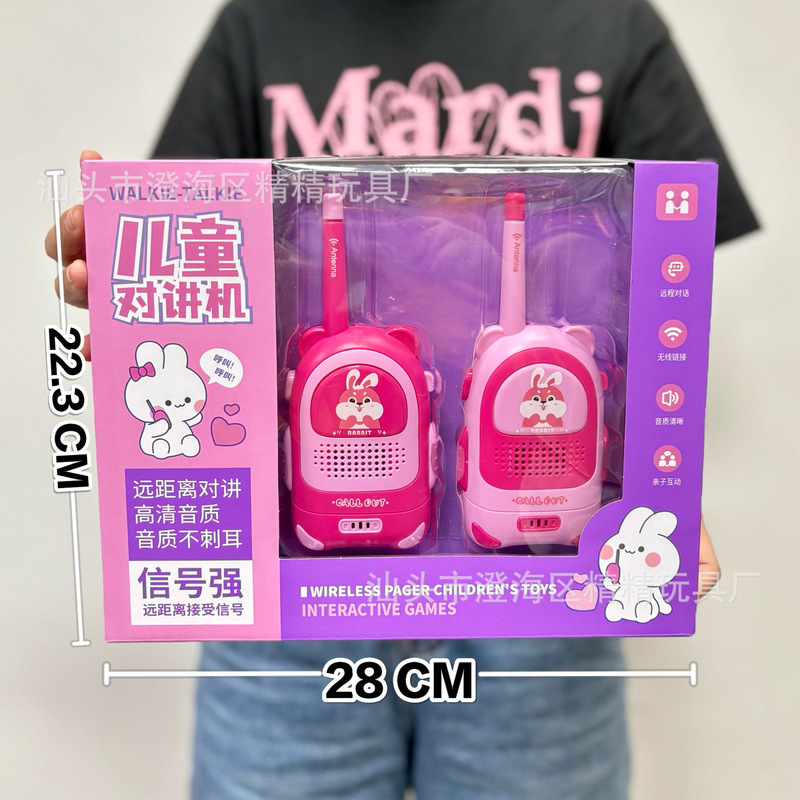 Mardi
汕头市澄海区精精玩具厂
WALKIE-TALKIE
儿童
对讲机
呼叫!
呼叫!
远距离对讲
高清音质
音质不刺耳
信号强
远距离接受信号
Antenna
Antenna
RABBIT
CALL OUT
RABBIT
CALL OUT
远程对话
无线链接
音质清晰
亲子互动
WIRELESS PAGER CHILDREN'S TOYS
INTERACTIVE GAMES
汕头市澄海区精精玩具厂
22.3 CM
28 CM